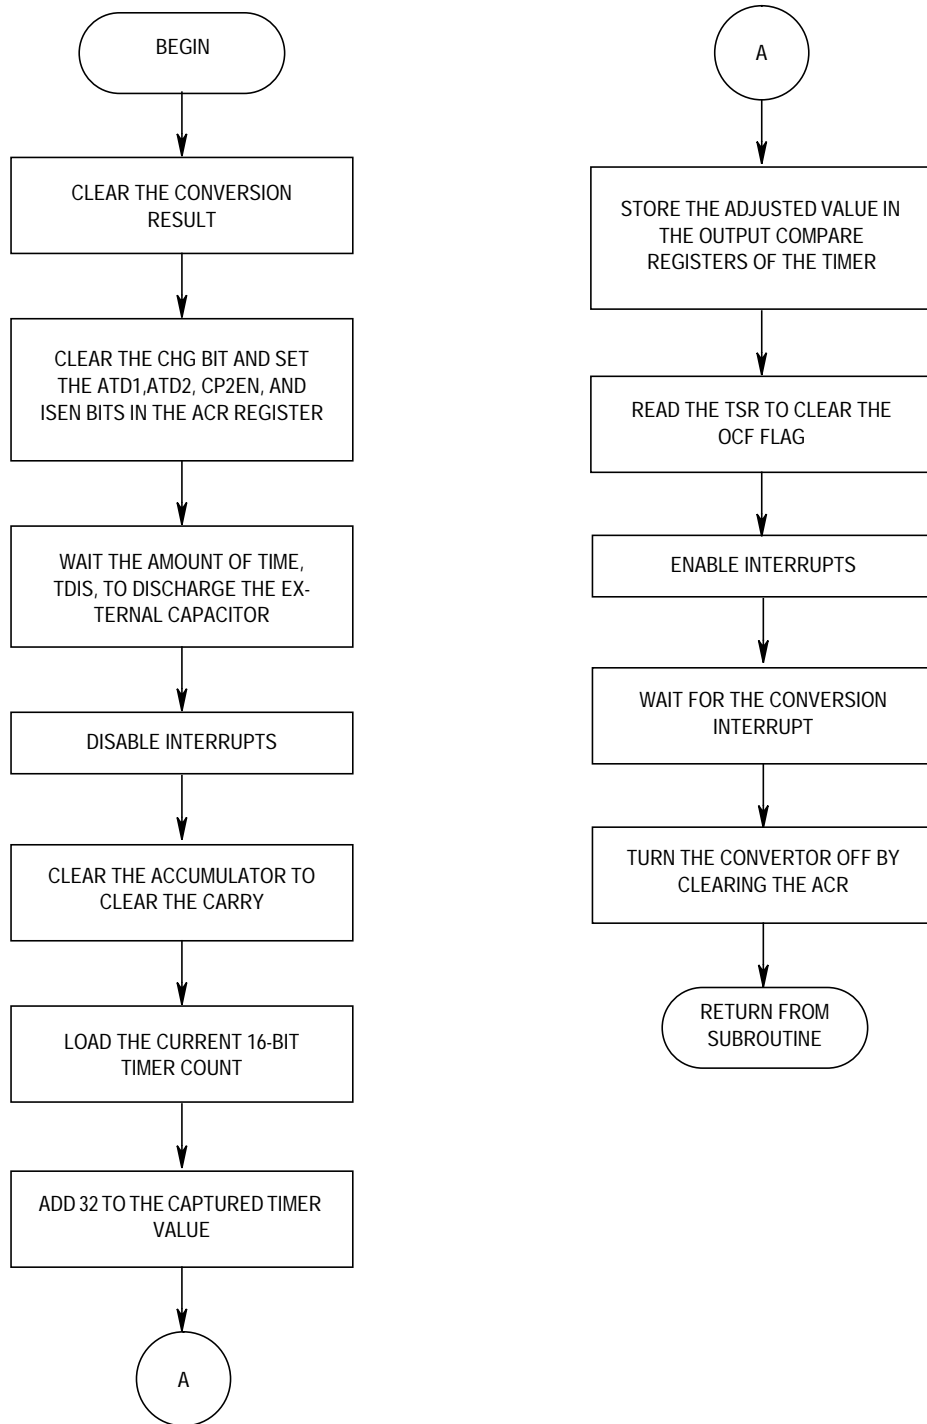 BEGIN
CLEAR THE CONVERSION
RESULT
CLEAR THE CHG BIT AND SET
THE ATD1,ATD2, CP2EN, AND
ISEN BITS IN THE ACR REGISTER
WAIT THE AMOUNT OF TIME,
TDIS, TO DISCHARGE THE EX-
TERNAL CAPACITOR
DISABLE INTERRUPTS
CLEAR THE ACCUMULATOR TO
CLEAR THE CARRY
LOAD THE CURRENT 16-BIT
TIMER COUNT
ADD 32 TO THE CAPTURED TIMER
VALUE
A
A
STORE THE ADJUSTED VALUE IN
THE OUTPUT COMPARE
REGISTERS OF THE TIMER
READ THE TSR TO CLEAR THE
OCF FLAG
ENABLE INTERRUPTS
WAIT FOR THE CONVERSION
INTERRUPT
TURN THE CONVERTOR OFF BY
CLEARING THE ACR
RETURN FROM
SUBROUTINE